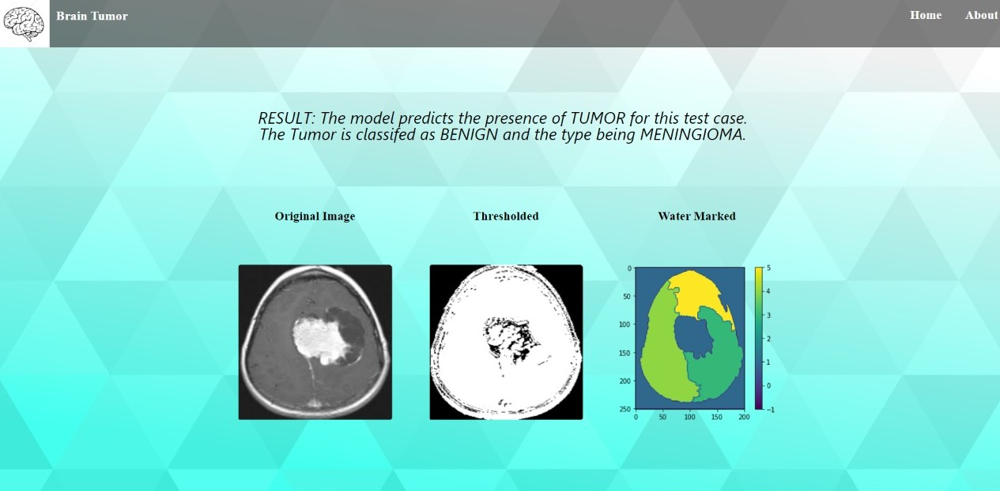 Brain Tumor
Home About
RESULT: The model predicts the presence of TUMOR for this test case.
The Tumor is classifed as BENIGN and the type being MENINGIOMA.
Original Image Thresholded Water Marked
0
50
100
150
200
250
0 50 100 150 200
5
4
3
2
1
0
−1